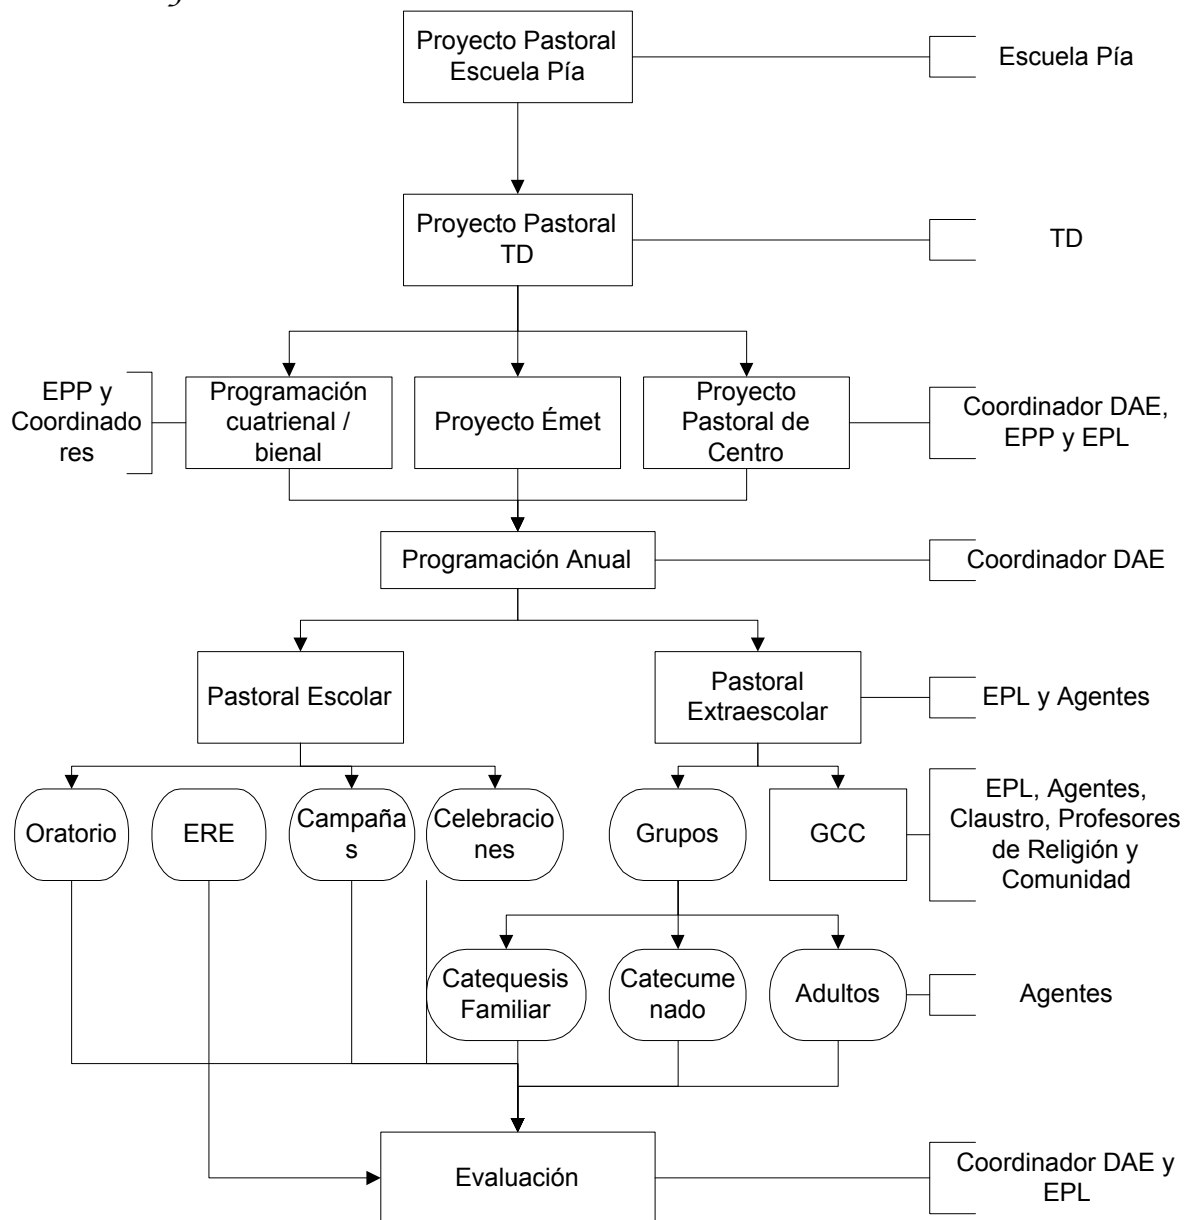 Proyecto Pastoral
Escuela Pía
Escuela Pía
Proyecto Pastoral
TD
TD
EPP y
Coordinado
res
Programación
cuatrienal /
bienal
Proyecto Émet
Proyecto
Pastoral de
Centro
Coordinador DAE,
EPP y EPL
Programación Anual
Coordinador DAE
Pastoral Escolar
Pastoral
Extraescolar
EPL y Agentes
Oratorio
ERE
Campaña
s
Celebracio
nes
Grupos
GCC
EPL, Agentes,
Claustro, Profesores
de Religión y
Comunidad
Catequesis
Familiar
Catecume
nado
Adultos
Agentes
Evaluación
Coordinador DAE y
EPL